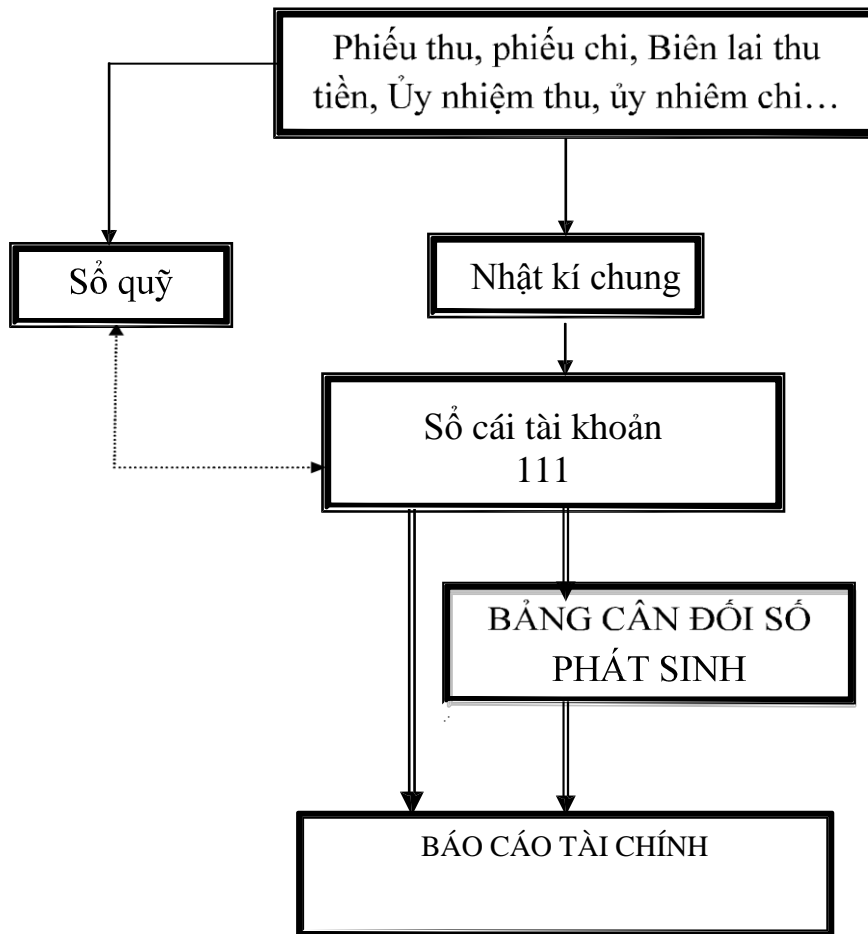 Phiếu thu, phiếu chi, Biên lai thu
tiền, Ủy nhiệm thu, ủy nhiêm chi…
Sổ quỹ
Nhật kí chung
Sổ cái tài khoản
111
BẢNG CÂN ĐỐI SỐ
PHÁT SINH
BÁO CÁO TÀI CHÍNH